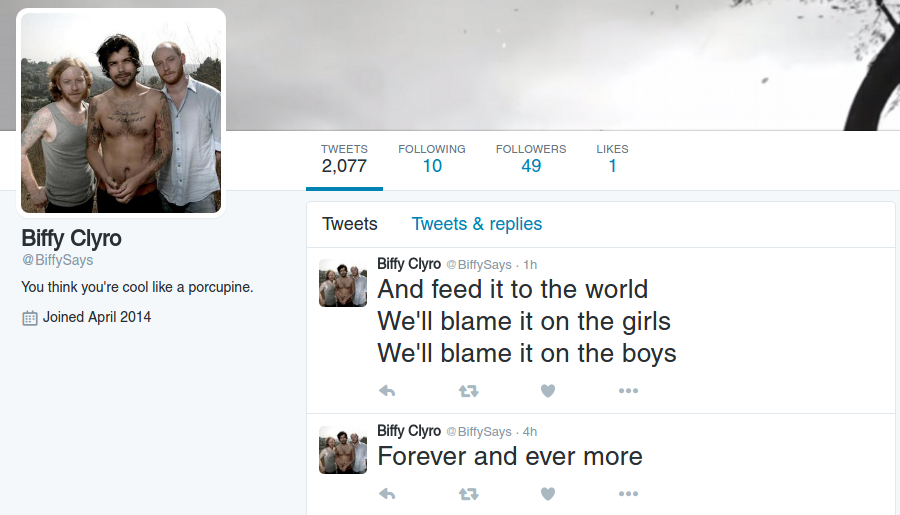 TWEETS FOLLOWING FOLLOWERS LIKES
2,077 10 49 1
Biffy Clyro
@BiffySays
You think you're cool like a porcupine.
Joined April 2014
Tweets Tweets & replies
Biffy Clyro @BiffySays · 1h
And feed it to the world
We'll blame it on the girls
We'll blame it on the boys
Biffy Clyro @BiffySays · 4h
Forever and ever more